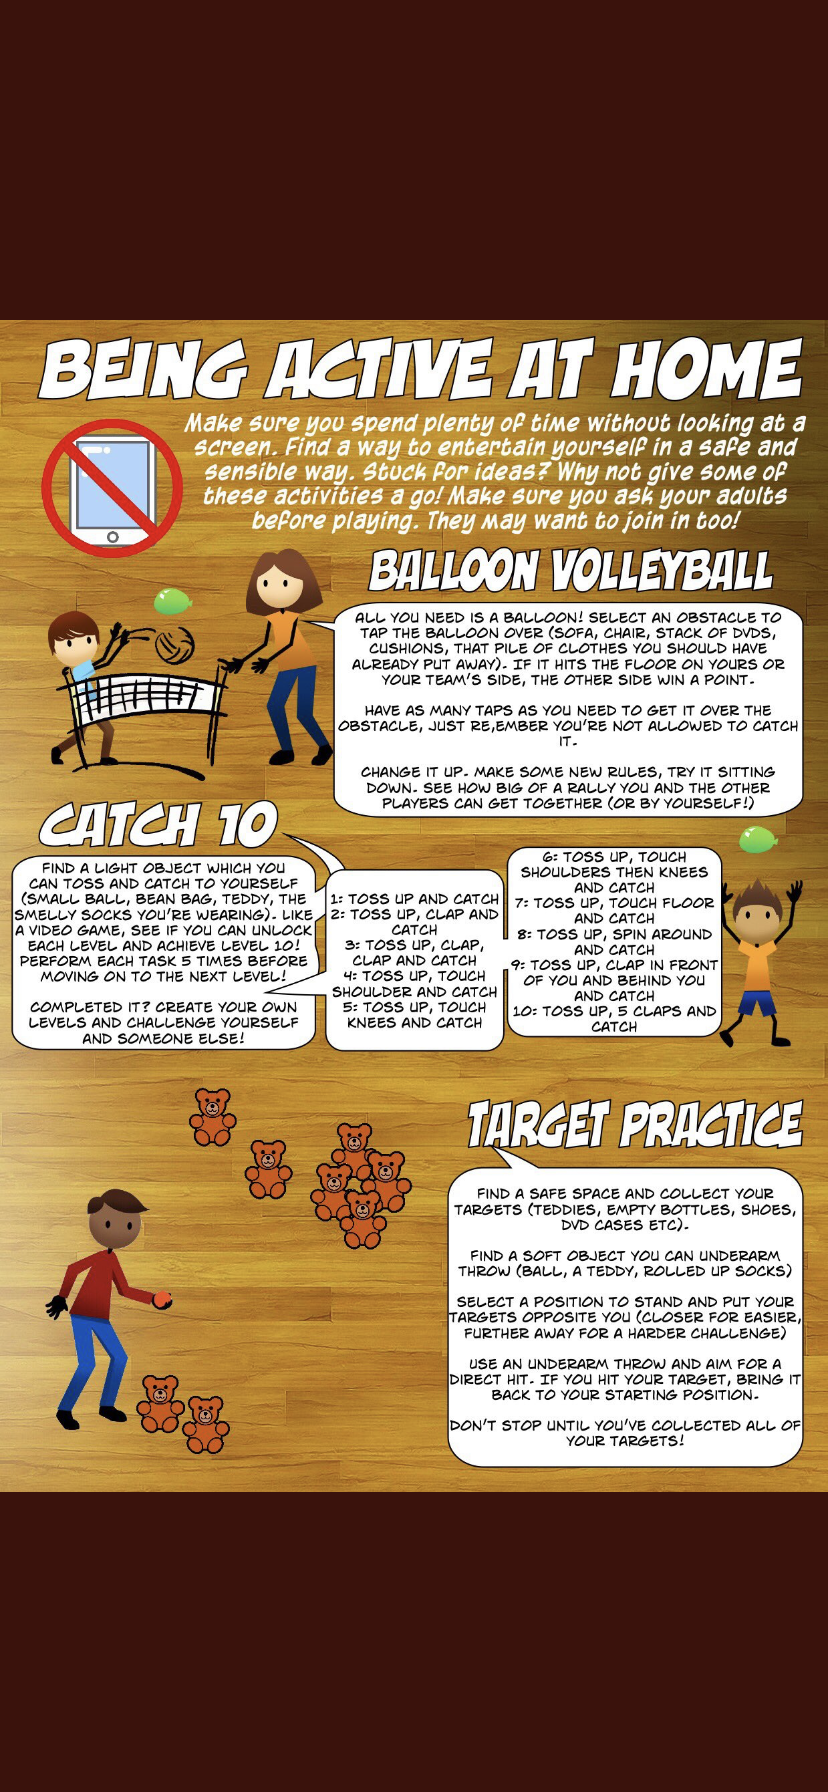 BEING ACTIVE AT HOME
Make sure you spend plenty of time without looking at a
screen. Find a way to entertain yourself in a safe and
sensible way. Stuck for ideas? Why not give some of
these activities a go! Make sure you ask your adults
before playing. They may want to join in too!
BALLOON VOLLEYBALL
ALL YOU NEED IS A BALLOON! SELECT AN OBSTACLE TO
TAP THE BALLOON OVER (SOFA, CHAIR, STACK OF DVDS,
CUSHIONS, THAT PILE OF CLOTHES YOU SHOULD HAVE
ALREADY PUT AWAY). IF IT HITS THE FLOOR ON YOURS OR
YOUR TEAM'S SIDE, THE OTHER SIDE WIN A POINT.
HAVE AS MANY TAPS AS YOU NEED TO GET IT OVER THE
OBSTACLE, JUST RE,EMBER YOU'RE NOT ALLOWED TO CATCH
IT.
CHANGE IT UP. MAKE SOME NEW RULES, TRY IT SITTING
DOWN. SEE HOW BIG OF A RALLY YOU AND THE OTHER
PLAYERS CAN GET TOGETHER (OR BY YOURSELF!)
CATCH 10
FIND A LIGHT OBJECT WHICH YOU
CAN TOSS AND CATCH TO YOURSELF
(SMALL BALL, BEAN BAG, TEDDY, THE
SMELLY SOCKS YOU'RE WEARING). LIKE
A VIDEO GAME, SEE IF YOU CAN UNLOCK
EACH LEVEL AND ACHIEVE LEVEL 10!
PERFORM EACH TASK 5 TIMES BEFORE
MOVING ON TO THE NEXT LEVEL!
COMPLETED IT? CREATE YOUR OWN
LEVELS AND CHALLENGE YOURSELF
AND SOMEONE ELSE!
1: TOSS UP AND CATCH
2: TOSS UP, CLAP AND
CATCH
3: TOSS UP, CLAP,
CLAP AND CATCH
4: TOSS UP, TOUCH
SHOULDER AND CATCH
5: TOSS UP, TOUCH
KNEES AND CATCH
6: TOSS UP, TOUCH
SHOULDERS THEN KNEES
AND CATCH
7: TOSS UP, TOUCH FLOOR
AND CATCH
8: TOSS UP, SPIN AROUND
AND CATCH
9: TOSS UP, CLAP IN FRONT
OF YOU AND BEHIND YOU
AND CATCH
10: TOSS UP, 5 CLAPS AND
CATCH
TARGET PRACTICE
FIND A SAFE SPACE AND COLLECT YOUR
TARGETS (TEDDIES, EMPTY BOTTLES, SHOES,
DVD CASES ETC).
FIND A SOFT OBJECT YOU CAN UNDERARM
THROW (BALL, A TEDDY, ROLLED UP SOCKS)
SELECT A POSITION TO STAND AND PUT YOUR
TARGETS OPPOSITE YOU (CLOSER FOR EASIER,
FURTHER AWAY FOR A HARDER CHALLENGE)
USE AN UNDERARM THROW AND AIM FOR A
DIRECT HIT. IF YOU HIT YOUR TARGET, BRING IT
BACK TO YOUR STARTING POSITION.
DON'T STOP UNTIL YOU'VE COLLECTED ALL OF
YOUR TARGETS!